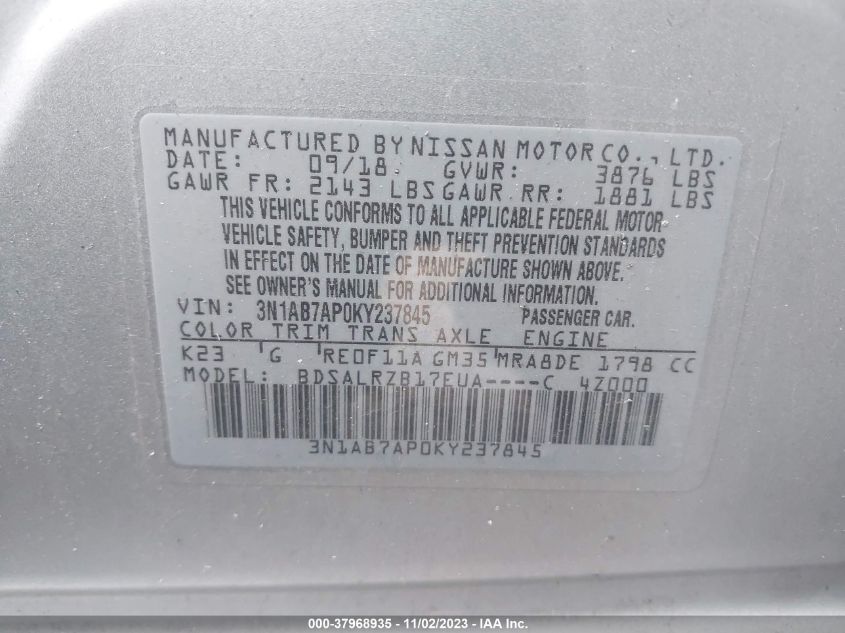 MANUFACTURED BY NISSAN MOTOR CO., LTD.
DATE: 09/18 GVWR: 3876 LBS
GAWR FR: 2143 LBS GAWR RR: 1881 LBS
THIS VEHICLE CONFORMS TO ALL APPLICABLE FEDERAL MOTOR
VEHICLE SAFETY, BUMPER AND THEFT PREVENTION STANDARDS
IN EFFECT ON THE DATE OF MANUFACTURE SHOWN ABOVE.
SEE OWNER'S MANUAL FOR ADDITIONAL INFORMATION.
VIN: 3N1AB7AP0KY237845 PASSENGER CAR.
COLOR TRIM TRANS AXLE ENGINE
K23 G RE0F11A GM35 MRA8DE 1798 CC
MODEL: BDSALRZB17EUA----C 4Z000
3N1AB7AP0KY237845
000-37968935 - 11/02/2023 - IAA Inc.